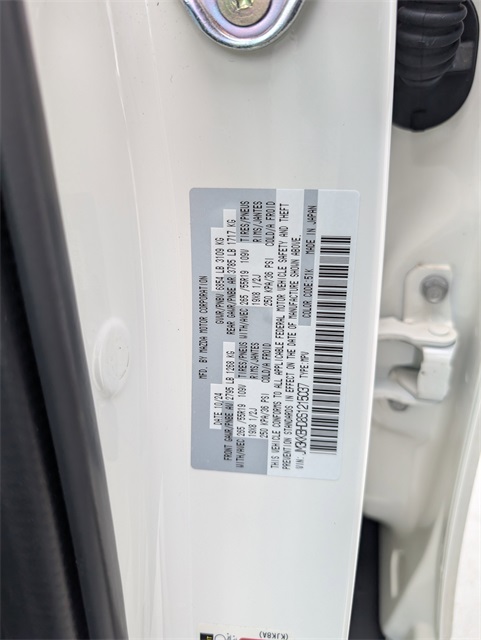 MFD. BY MAZDA MOTOR CORPORATION
DATE: 10/24 GVWR/PNBV 6854 LB 3109 KG
FRONT GAWR/PNBE AV 2795 LB 1268 KG REAR GAWR/PNBE AR 3785 LB 1717 KG
WITH/AVEC 265 /55R19 109V TIRES/PNEUS WITH/AVEC 265 /55R19 109V TIRES/PNEUS
19X8 1/2J RIMS/JANTES 19X8 1/2J RIMS/JANTES
250 KPA/36 PSI COLD/A FROID 250 KPA/36 PSI COLD/A FROID
THIS VEHICLE CONFORMS TO ALL APPLICABLE FEDERAL MOTOR VEHICLE SAFETY AND THEFT
PREVENTION STANDARDS IN EFFECT ON THE DATE OF MANUFACTURE SHOWN ABOVE.
VIN: JM3KKBHD8S1216037 TYPE: MPV COLOR CODE: 51K MADE IN JAPAN
(KJK8A)